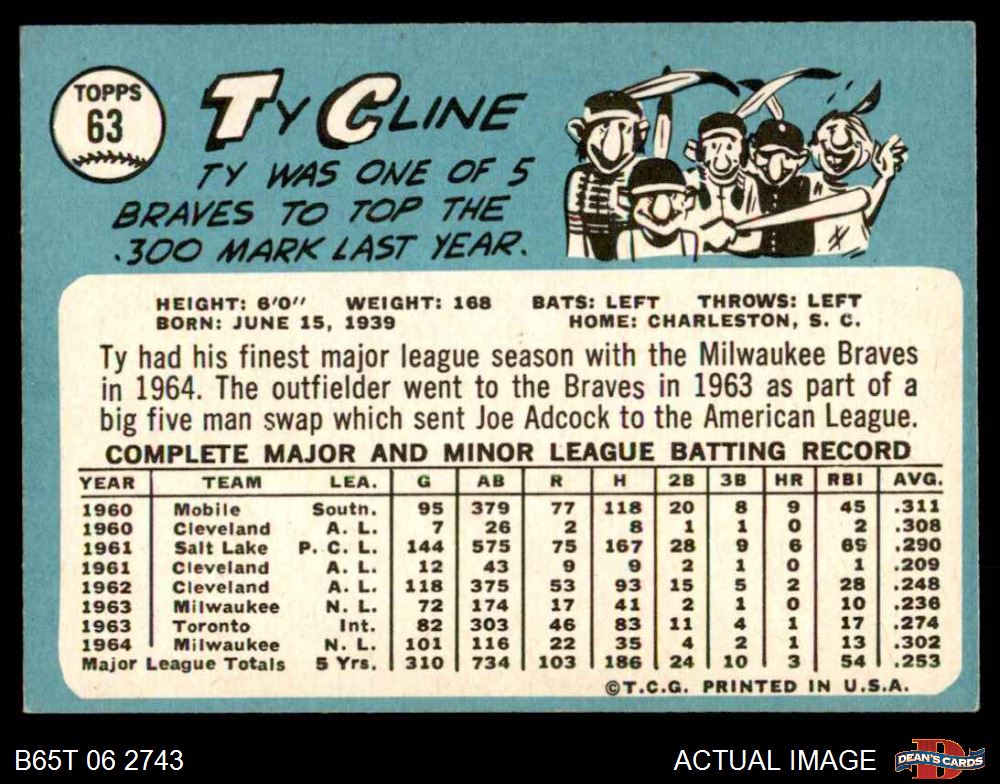 TOPPS
63
TY CLINE
TY WAS ONE OF 5
BRAVES TO TOP THE
.300 MARK LAST YEAR.
HEIGHT: 6'0" WEIGHT: 168 BATS: LEFT THROWS: LEFT
BORN: JUNE 15, 1939 HOME: CHARLESTON, S. C.
Ty had his finest major league season with the Milwaukee Braves
in 1964. The outfielder went to the Braves in 1963 as part of a
big five man swap which sent Joe Adcock to the American League.
COMPLETE MAJOR AND MINOR LEAGUE BATTING RECORD
YEAR TEAM LEA. G AB R H 2B 3B HR RBI AVG.
1960 Mobile Soutn. 95 379 77 118 20 8 9 45 .311
1960 Cleveland A. L. 7 26 2 8 1 1 0 2 .308
1961 Salt Lake P. C. L. 144 575 75 167 28 9 6 69 .290
1961 Cleveland A. L. 12 43 9 9 2 1 0 1 .209
1962 Cleveland A. L. 118 375 53 93 15 5 2 28 .248
1963 Milwaukee N. L. 72 174 17 41 2 1 0 10 .236
1963 Toronto Int. 82 303 46 83 11 4 1 17 .274
1964 Milwaukee N. L. 101 116 22 35 4 2 1 13 .302
Major League Totals 5 Yrs. 310 734 103 186 24 10 3 54 .253
©T.C.G. PRINTED IN U.S.A.
B65T 06 2743 ACTUAL IMAGE DEAN'S CARDS